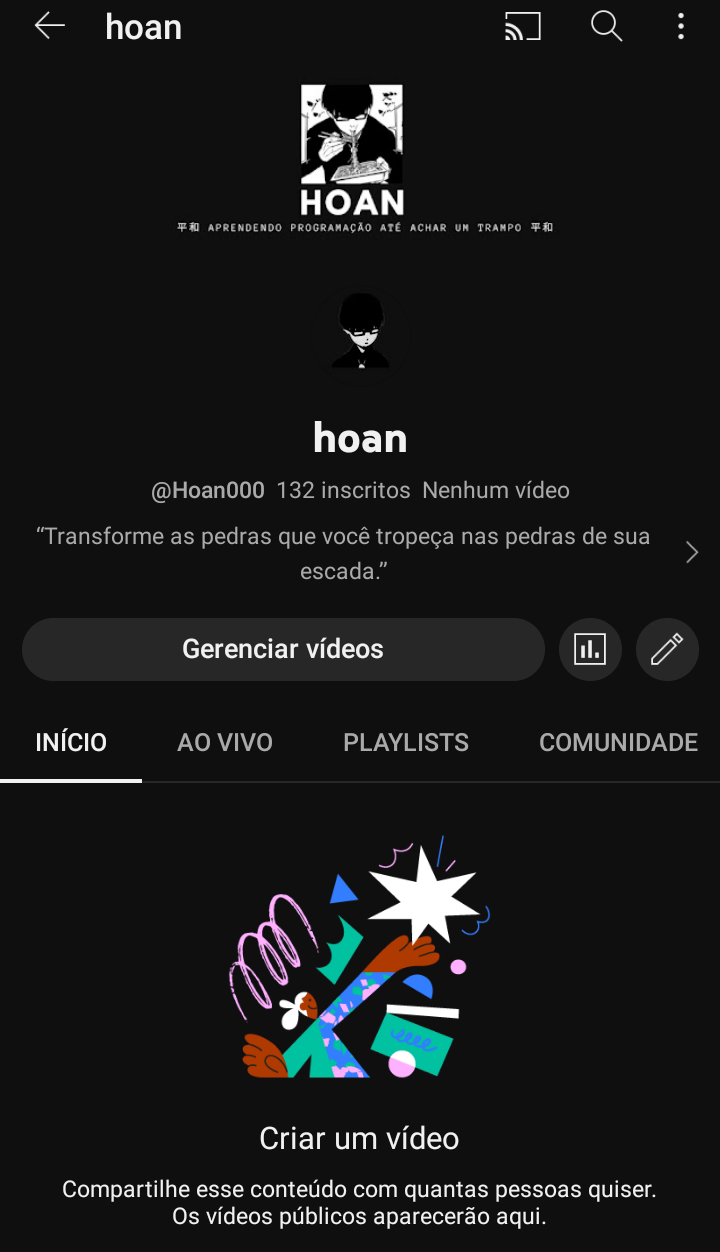 hoan
HOAN
平和 APRENDENDO PROGRAMAÇÃO ATÉ ACHAR UM TRAMPO 平和
hoan
@Hoan000 132 inscritos Nenhum vídeo
“Transforme as pedras que você tropeça nas pedras de sua
escada.”
Gerenciar vídeos
INÍCIO AO VIVO PLAYLISTS COMUNIDADE
Criar um vídeo
Compartilhe esse conteúdo com quantas pessoas quiser.
Os vídeos públicos aparecerão aqui.